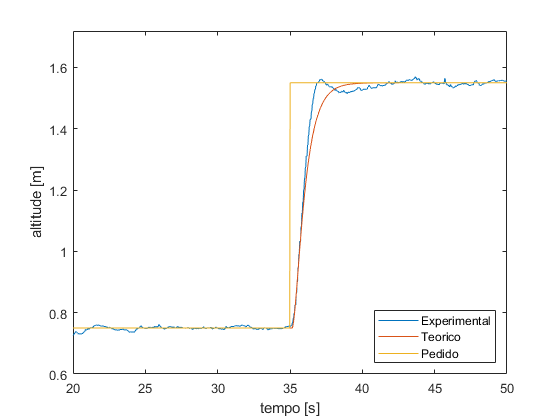 altitude [m]
1.6
1.4
1.2
1
0.8
0.6
20 25 30 35 40 45 50
tempo [s]
Experimental
Teorico
Pedido